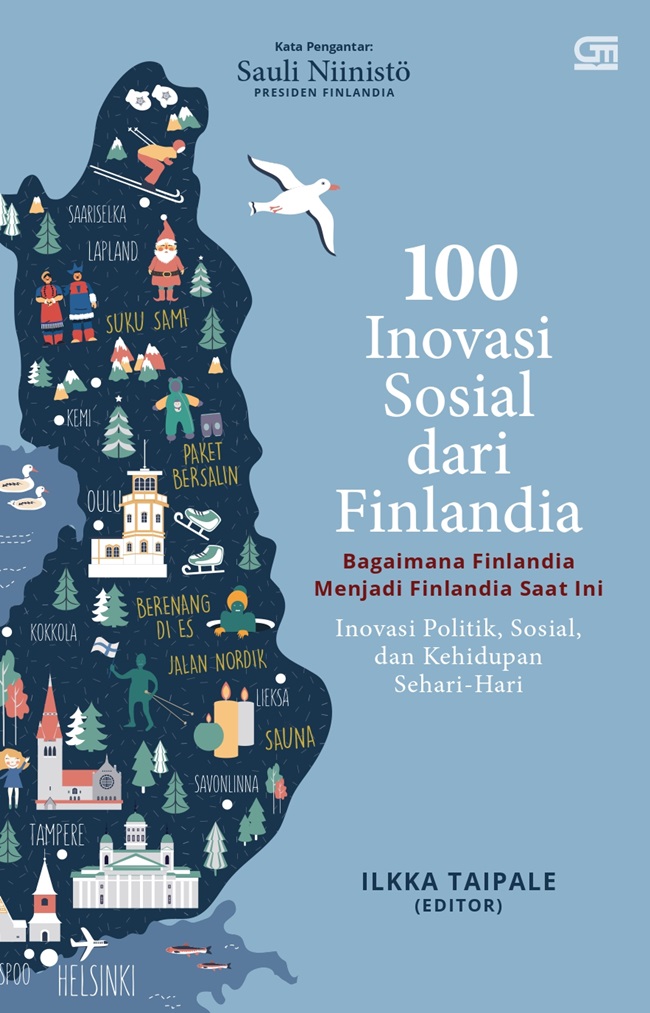 Kata Pengantar:
Sauli Niinistö
PRESIDEN FINLANDIA
GM
100
Inovasi
Sosial
dari
Finlandia
Bagaimana Finlandia
Menjadi Finlandia Saat Ini
Inovasi Politik, Sosial,
dan Kehidupan
Sehari-Hari
ILKKA TAIPALE
(EDITOR)
SAARISELKA
LAPLAND
SUKU SAMI
KEMI
PAKET
BERSALIN
OULU
BERENANG
DI ES
KOKKOLA
JALAN NORDIK
LIEKSA
SAUNA
SAVONLINNA
TAMPERE
SPOO
HELSINKI